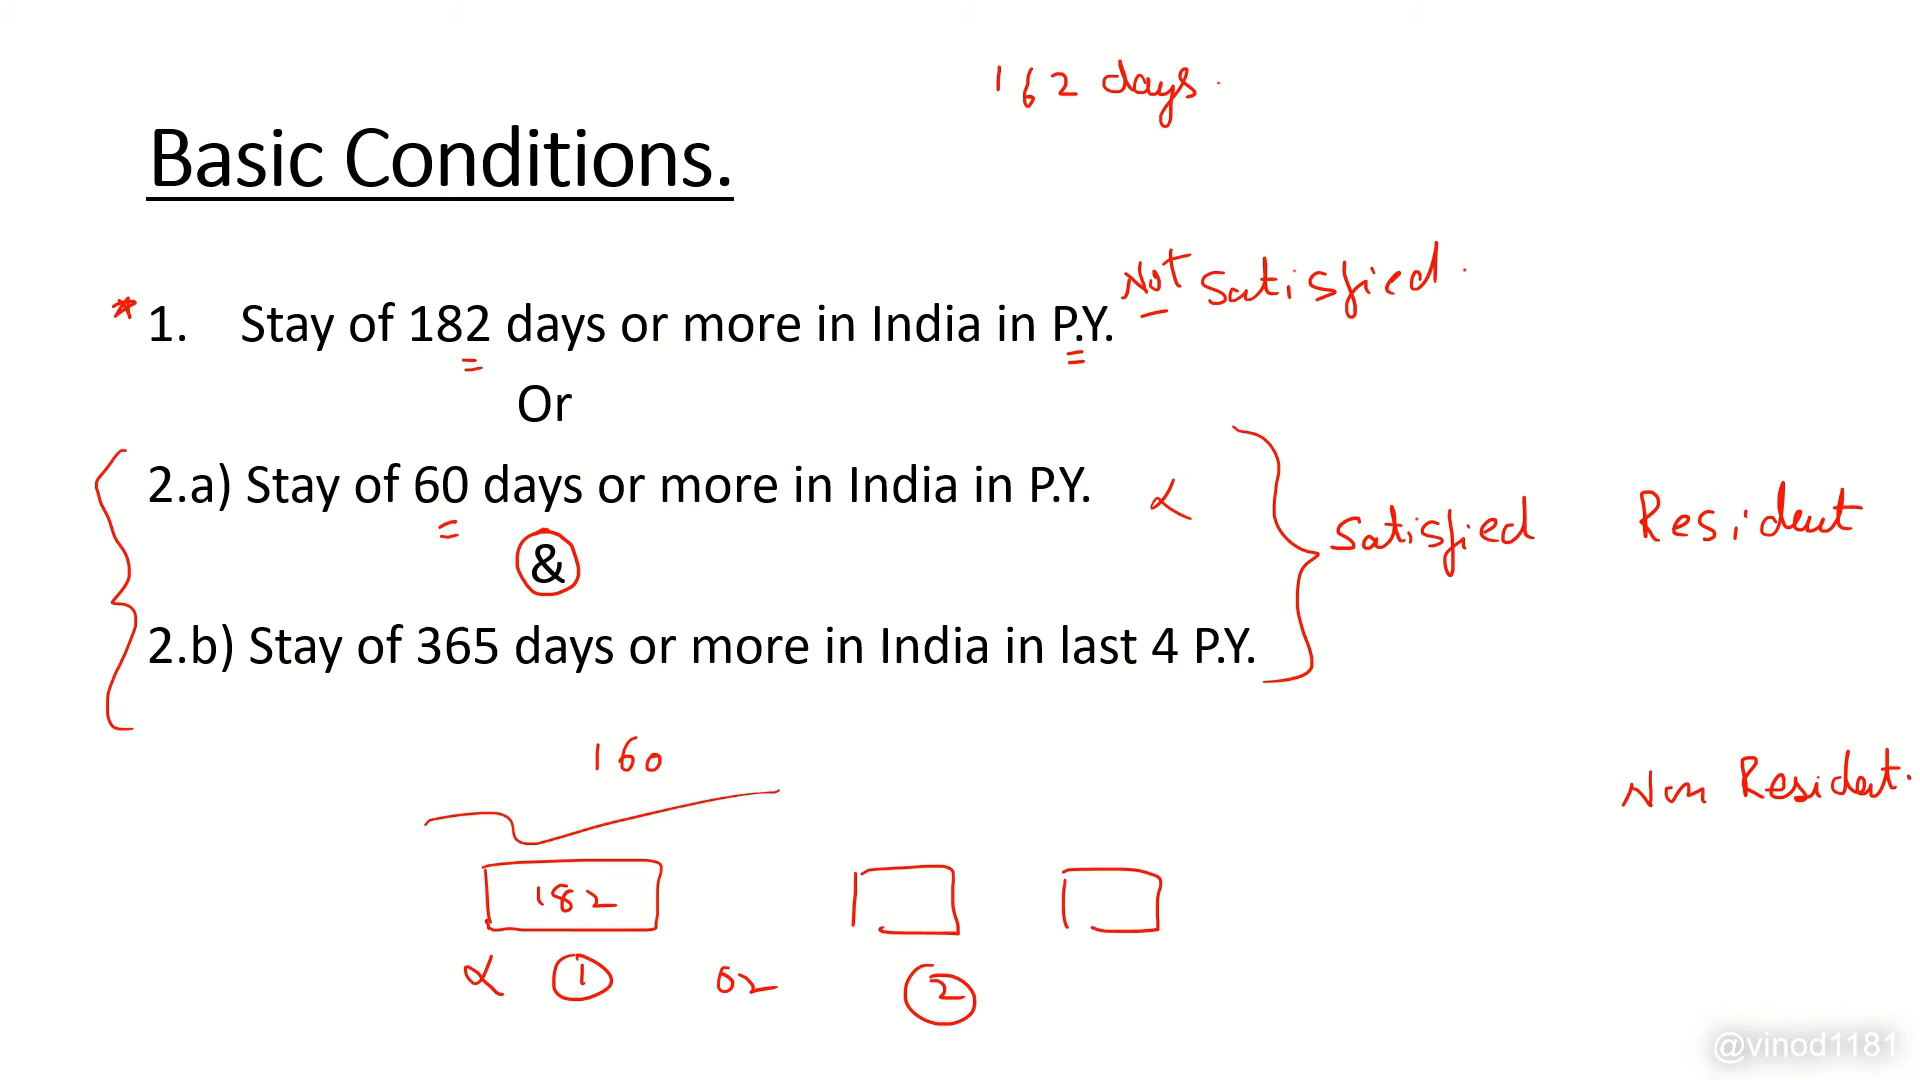 162 days.
Basic Conditions.
Not Satisfied.
*1. Stay of 182 days or more in India in P.Y.
Or
2.a) Stay of 60 days or more in India in P.Y.
Satisfied Resident
&
2.b) Stay of 365 days or more in India in last 4 P.Y.
160
Non Resident.
182
1 or 2
@vinod1181